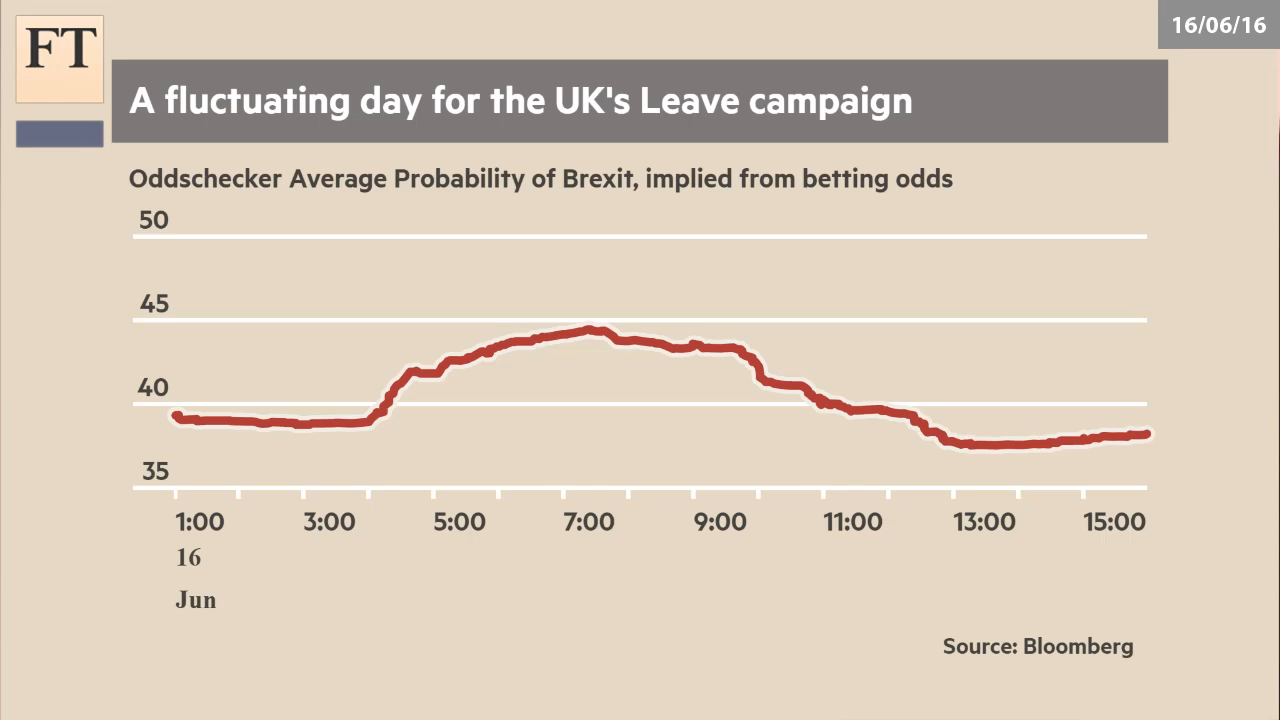 FT
16/06/16
A fluctuating day for the UK's Leave campaign
Oddschecker Average Probability of Brexit, implied from betting odds
50
45
40
35
1:00 3:00 5:00 7:00 9:00 11:00 13:00 15:00
16
Jun
Source: Bloomberg